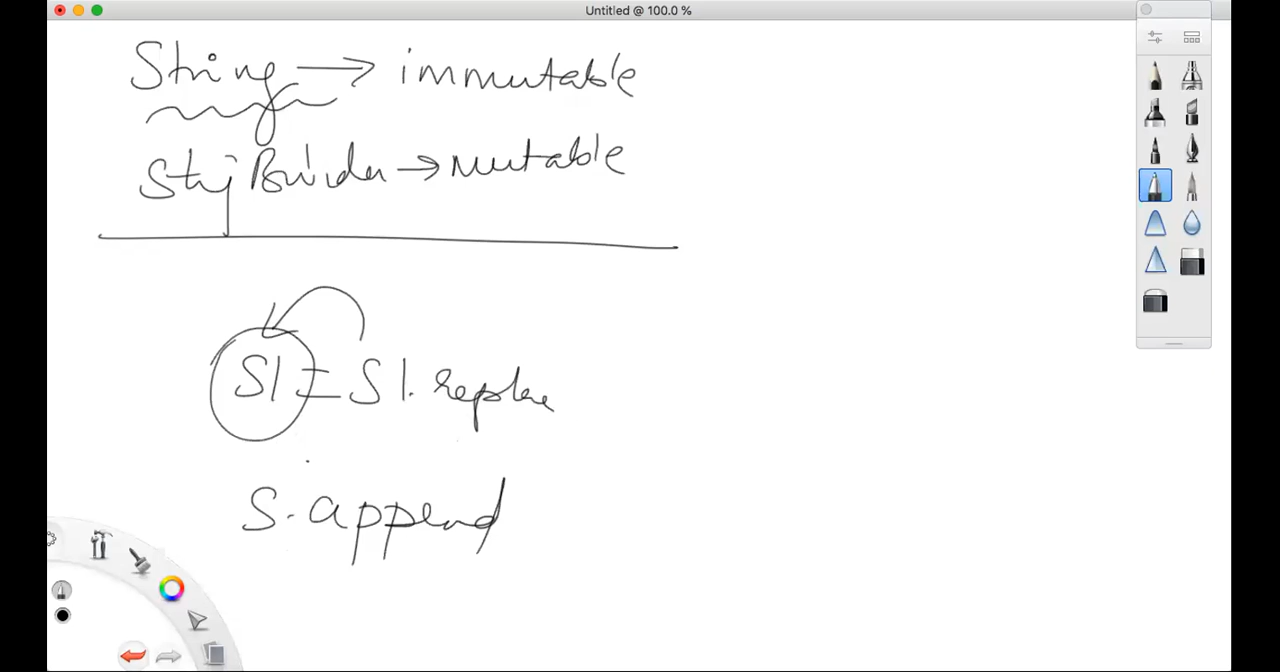 Untitled @ 100.0 %
String → immutable
StringBuilder → Mutable
S1 = S1.replace
S.append